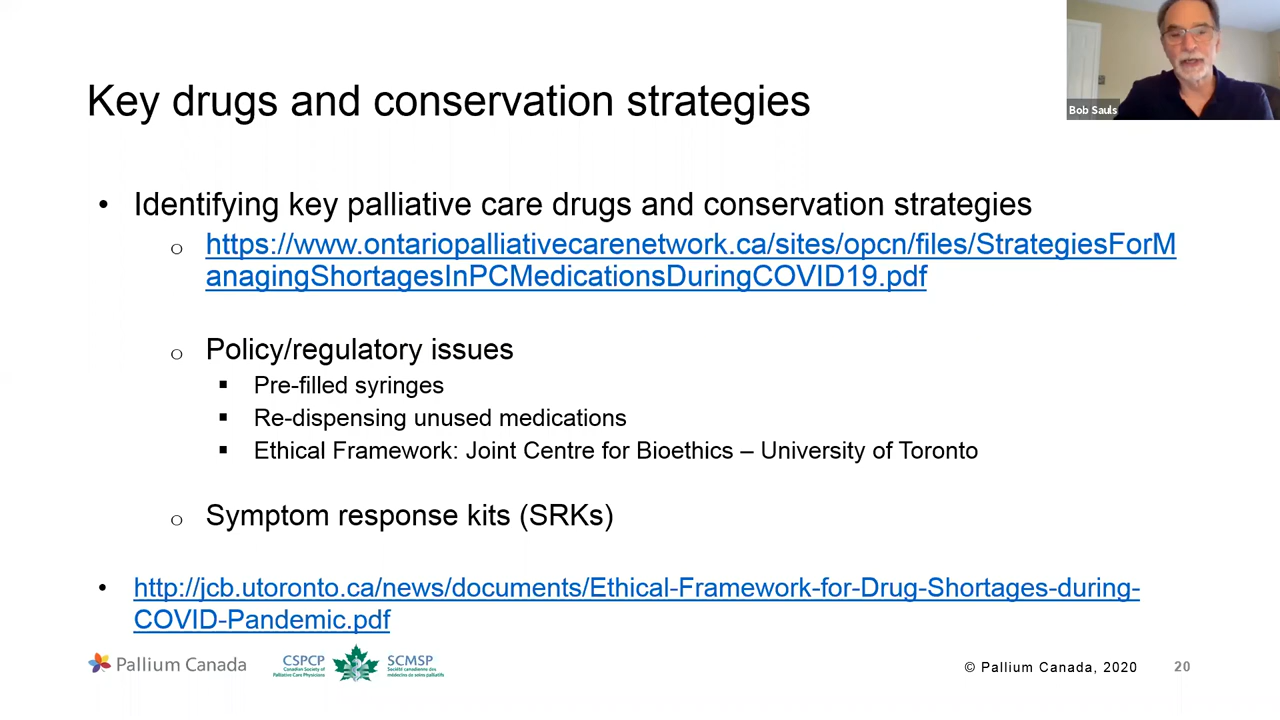 Bob Sauls
Key drugs and conservation strategies
• Identifying key palliative care drugs and conservation strategies
o https://www.ontariopalliativecarenetwork.ca/sites/opcn/files/StrategiesForM
anagingShortagesInPCMedicationsDuringCOVID19.pdf
o Policy/regulatory issues
▪ Pre-filled syringes
▪ Re-dispensing unused medications
▪ Ethical Framework: Joint Centre for Bioethics – University of Toronto
o Symptom response kits (SRKs)
• http://jcb.utoronto.ca/news/documents/Ethical-Framework-for-Drug-Shortages-during-
COVID-Pandemic.pdf
Pallium Canada
CSPCP
Canadian Society of
Palliative Care Physicians
SCMSP
Société canadienne des
médecins de soins palliatifs
© Pallium Canada, 2020
20